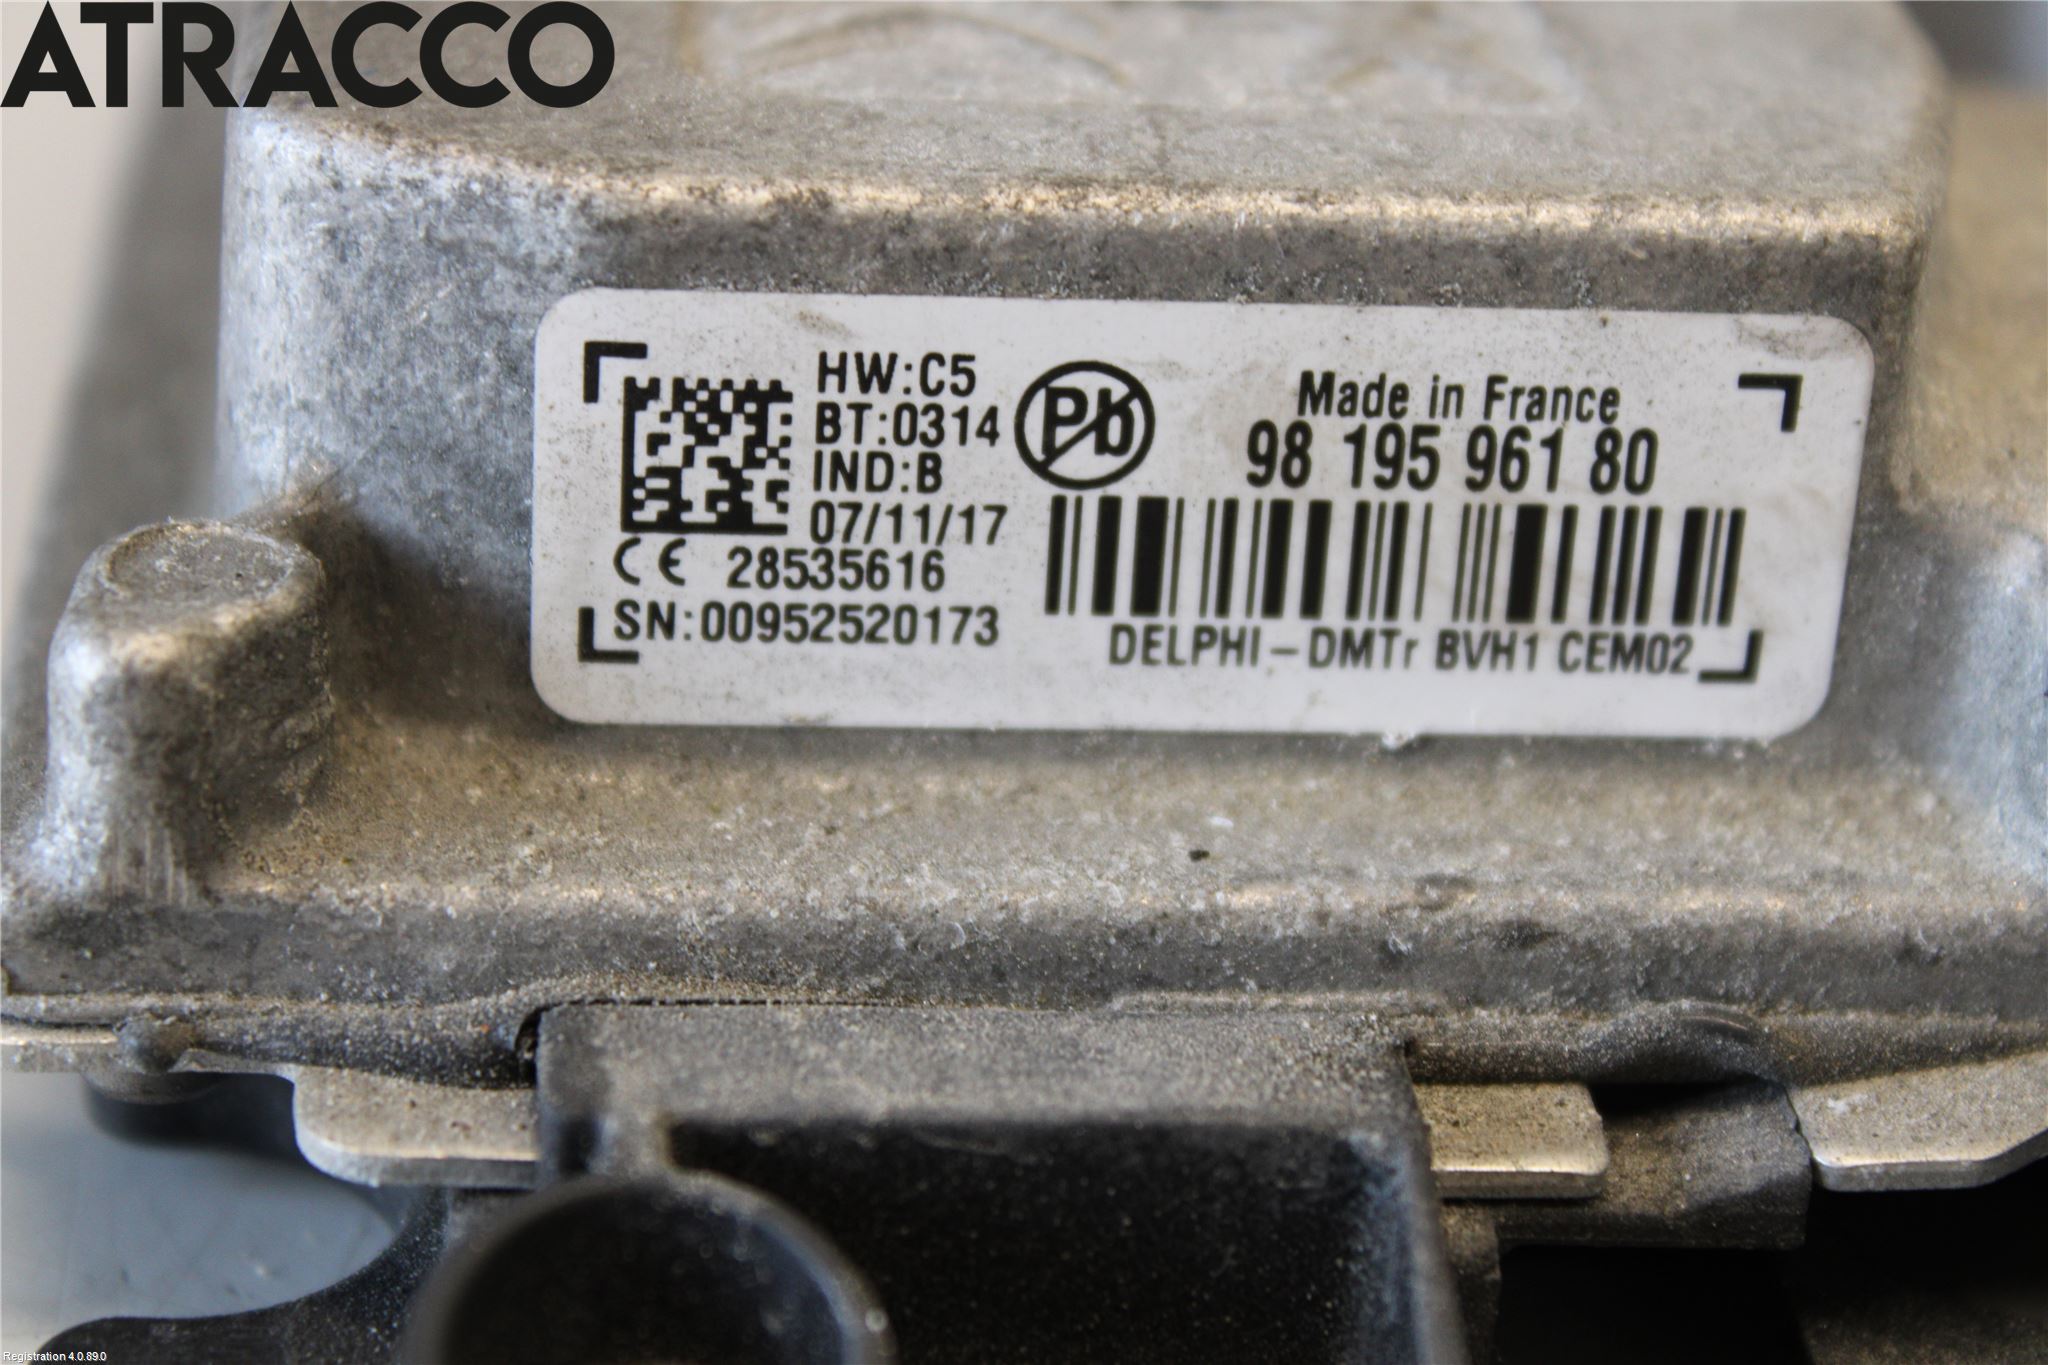 ATRACCO
HW:C5
BT:0314
IND:B
07/11/17
CE 28535616
SN:00952520173
Pb
Made in France
98 195 961 80
DELPHI-DMTr BVH1 CEM02
Registration 4.0.89.0